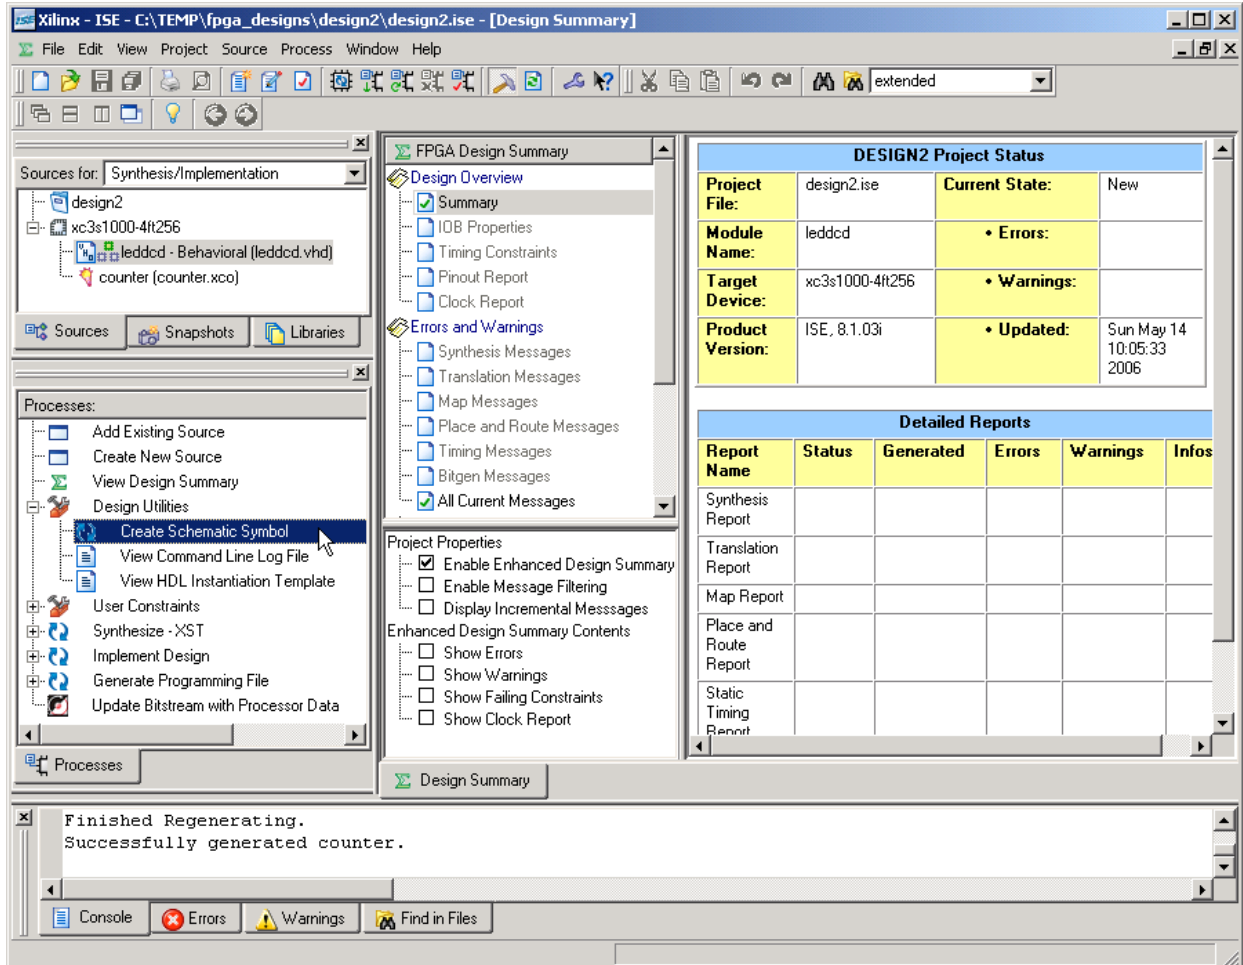 Xilinx - ISE - C:\TEMP\fpga_designs\design2\design2.ise - [Design Summary]
File Edit View Project Source Process Window Help
extended
Sources for: Synthesis/Implementation
design2
xc3s1000-4ft256
leddcd - Behavioral (leddcd.vhd)
counter (counter.xco)
Sources Snapshots Libraries
Processes:
Add Existing Source
Create New Source
View Design Summary
Design Utilities
Create Schematic Symbol
View Command Line Log File
View HDL Instantiation Template
User Constraints
Synthesize - XST
Implement Design
Generate Programming File
Update Bitstream with Processor Data
Processes
FPGA Design Summary
Design Overview
Summary
IOB Properties
Timing Constraints
Pinout Report
Clock Report
Errors and Warnings
Synthesis Messages
Translation Messages
Map Messages
Place and Route Messages
Timing Messages
Bitgen Messages
All Current Messages
Project Properties
Enable Enhanced Design Summary
Enable Message Filtering
Display Incremental Messsages
Enhanced Design Summary Contents
Show Errors
Show Warnings
Show Failing Constraints
Show Clock Report
DESIGN2 Project Status
Project File: design2.ise Current State: New
Module Name: leddcd • Errors:
Target Device: xc3s1000-4ft256 • Warnings:
Product Version: ISE, 8.1.03i • Updated: Sun May 14 10:05:33 2006
Detailed Reports
Report Name Status Generated Errors Warnings Infos
Synthesis Report
Translation Report
Map Report
Place and Route Report
Static Timing Report
Design Summary
Finished Regenerating.
Successfully generated counter.
Console Errors Warnings Find in Files